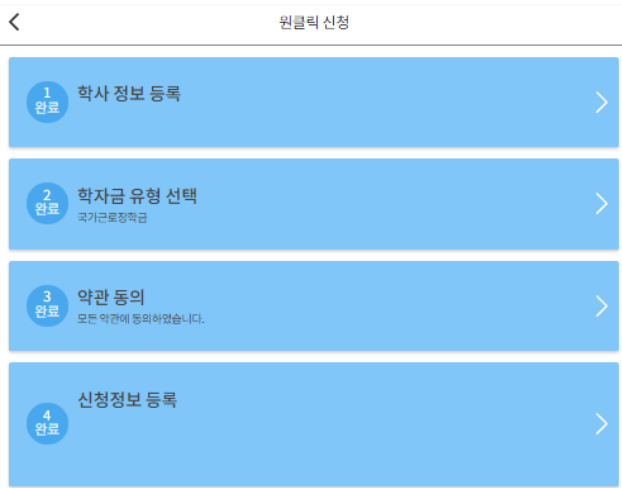 원클릭 신청
1
완료
학사 정보 등록
2
완료
학자금 유형 선택
국가근로장학금
3
완료
약관 동의
모든 약관에 동의하였습니다.
4
완료
신청정보 등록